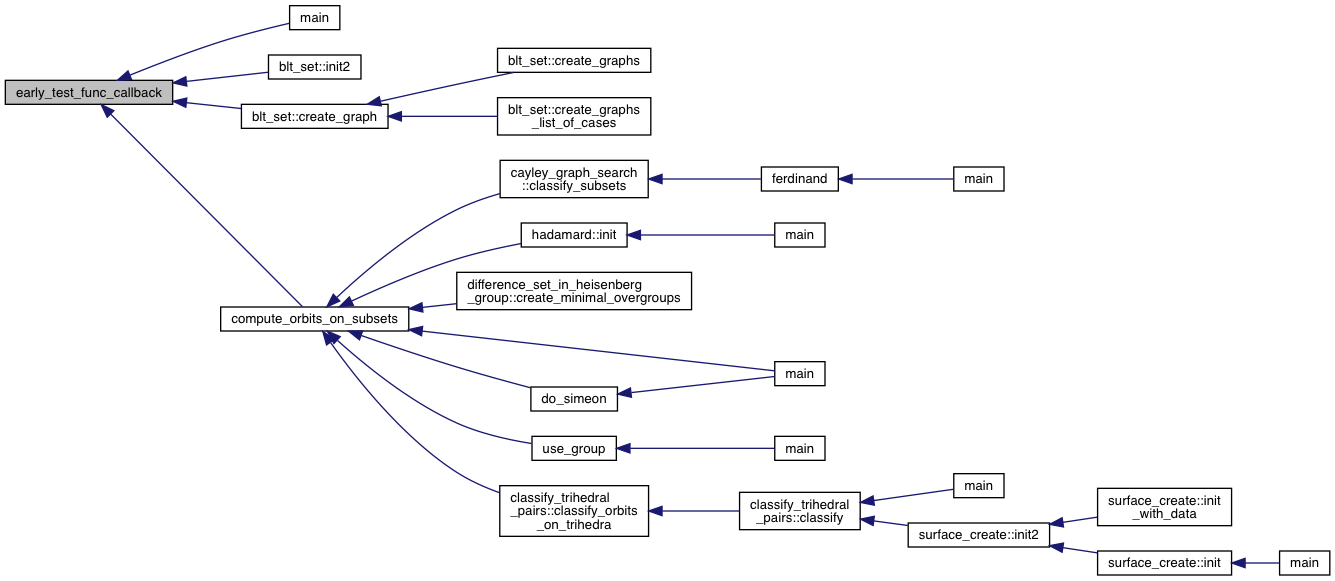 main
blt_set::init2
early_test_func_callback
blt_set::create_graph
blt_set::create_graphs
blt_set::create_graphs
_list_of_cases
cayley_graph_search
::classify_subsets
ferdinand
main
hadamard::init
main
difference_set_in_heisenberg
_group::create_minimal_overgroups
compute_orbits_on_subsets
main
do_simeon
use_group
main
classify_trihedral
_pairs::classify_orbits
_on_trihedra
classify_trihedral
_pairs::classify
main
surface_create::init2
surface_create::init
_with_data
surface_create::init
main